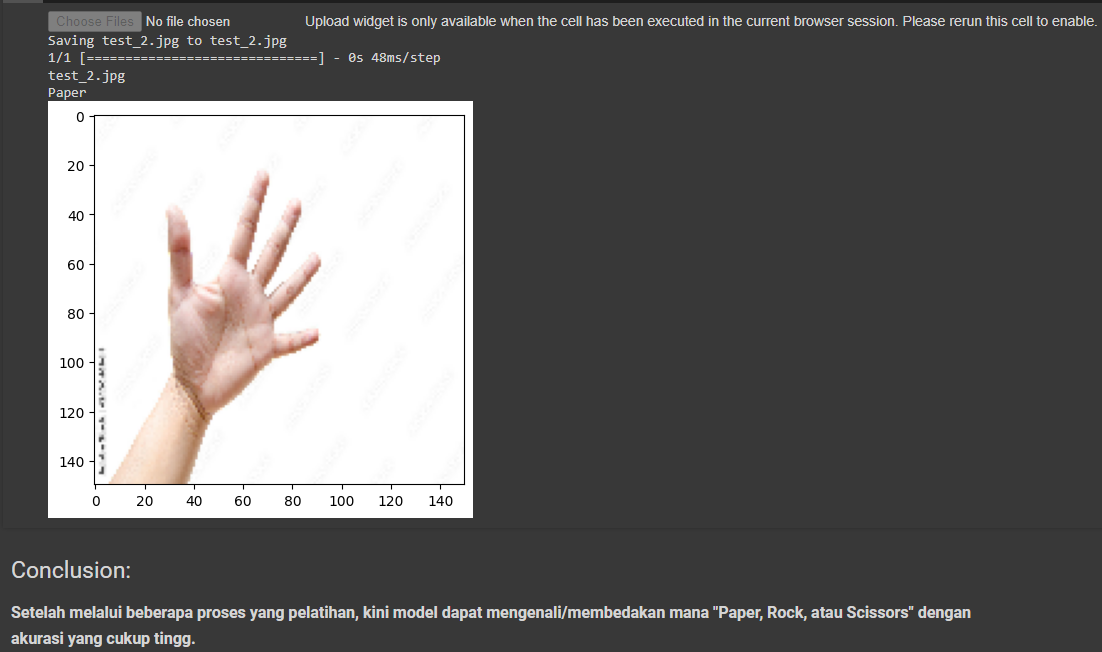 Choose Files No file chosen Upload widget is only available when the cell has been executed in the current browser session. Please rerun this cell to enable.
Saving test_2.jpg to test_2.jpg
1/1 [==============================] - 0s 48ms/step
test_2.jpg
Paper
0
20
40
60
80
100
120
140
0 20 40 60 80 100 120 140
Conclusion:
Setelah melalui beberapa proses yang pelatihan, kini model dapat mengenali/membedakan mana "Paper, Rock, atau Scissors" dengan
akurasi yang cukup tingg.